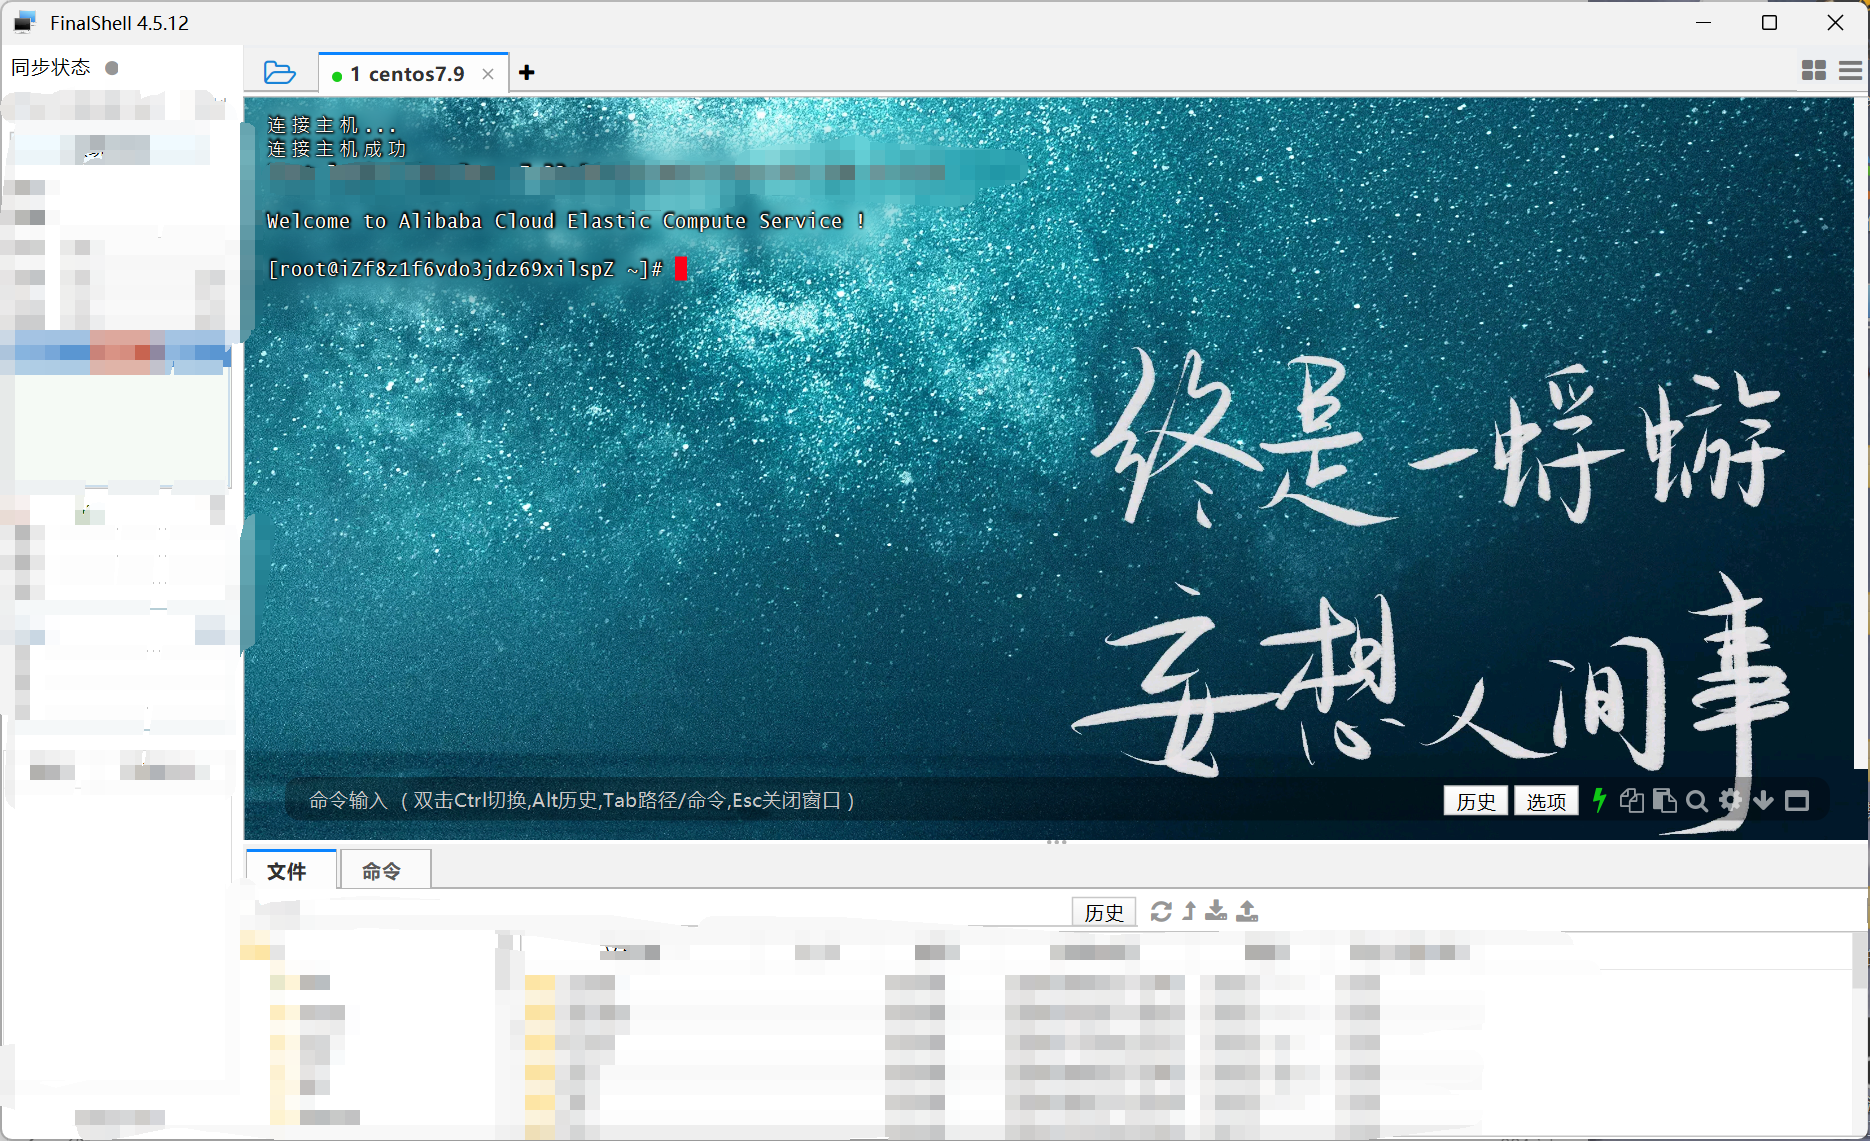 FinalShell 4.5.12
同步状态
1 centos7.9
连接主机...
连接主机成功
Welcome to Alibaba Cloud Elastic Compute Service !
[root@iZf8z1f6vdo3jdz69xilspZ ~]#
终是一蜉蝣
妄想人间事
命令输入 (双击Ctrl切换,Alt历史,Tab路径/命令,Esc关闭窗口)
历史 选项
文件 命令
历史